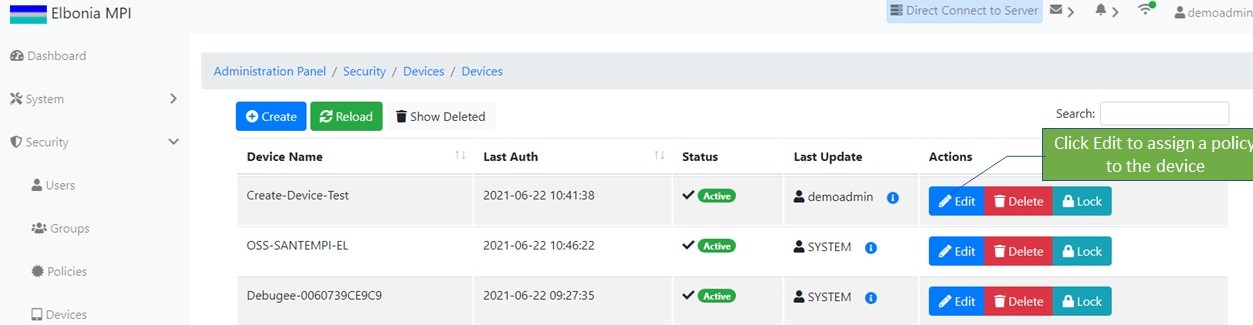 Elbonia MPI
Direct Connect to Server
demoadmin
Dashboard
System
Security
Users
Groups
Policies
Devices
Administration Panel / Security / Devices / Devices
Create Reload Show Deleted
Search:
Click Edit to assign a policy
to the device
Device Name Last Auth Status Last Update Actions
Create-Device-Test 2021-06-22 10:41:38 Active demoadmin Edit Delete Lock
OSS-SANTEMPI-EL 2021-06-22 10:46:22 Active SYSTEM Edit Delete Lock
Debugee-0060739CE9C9 2021-06-22 09:27:35 Active SYSTEM Edit Delete Lock